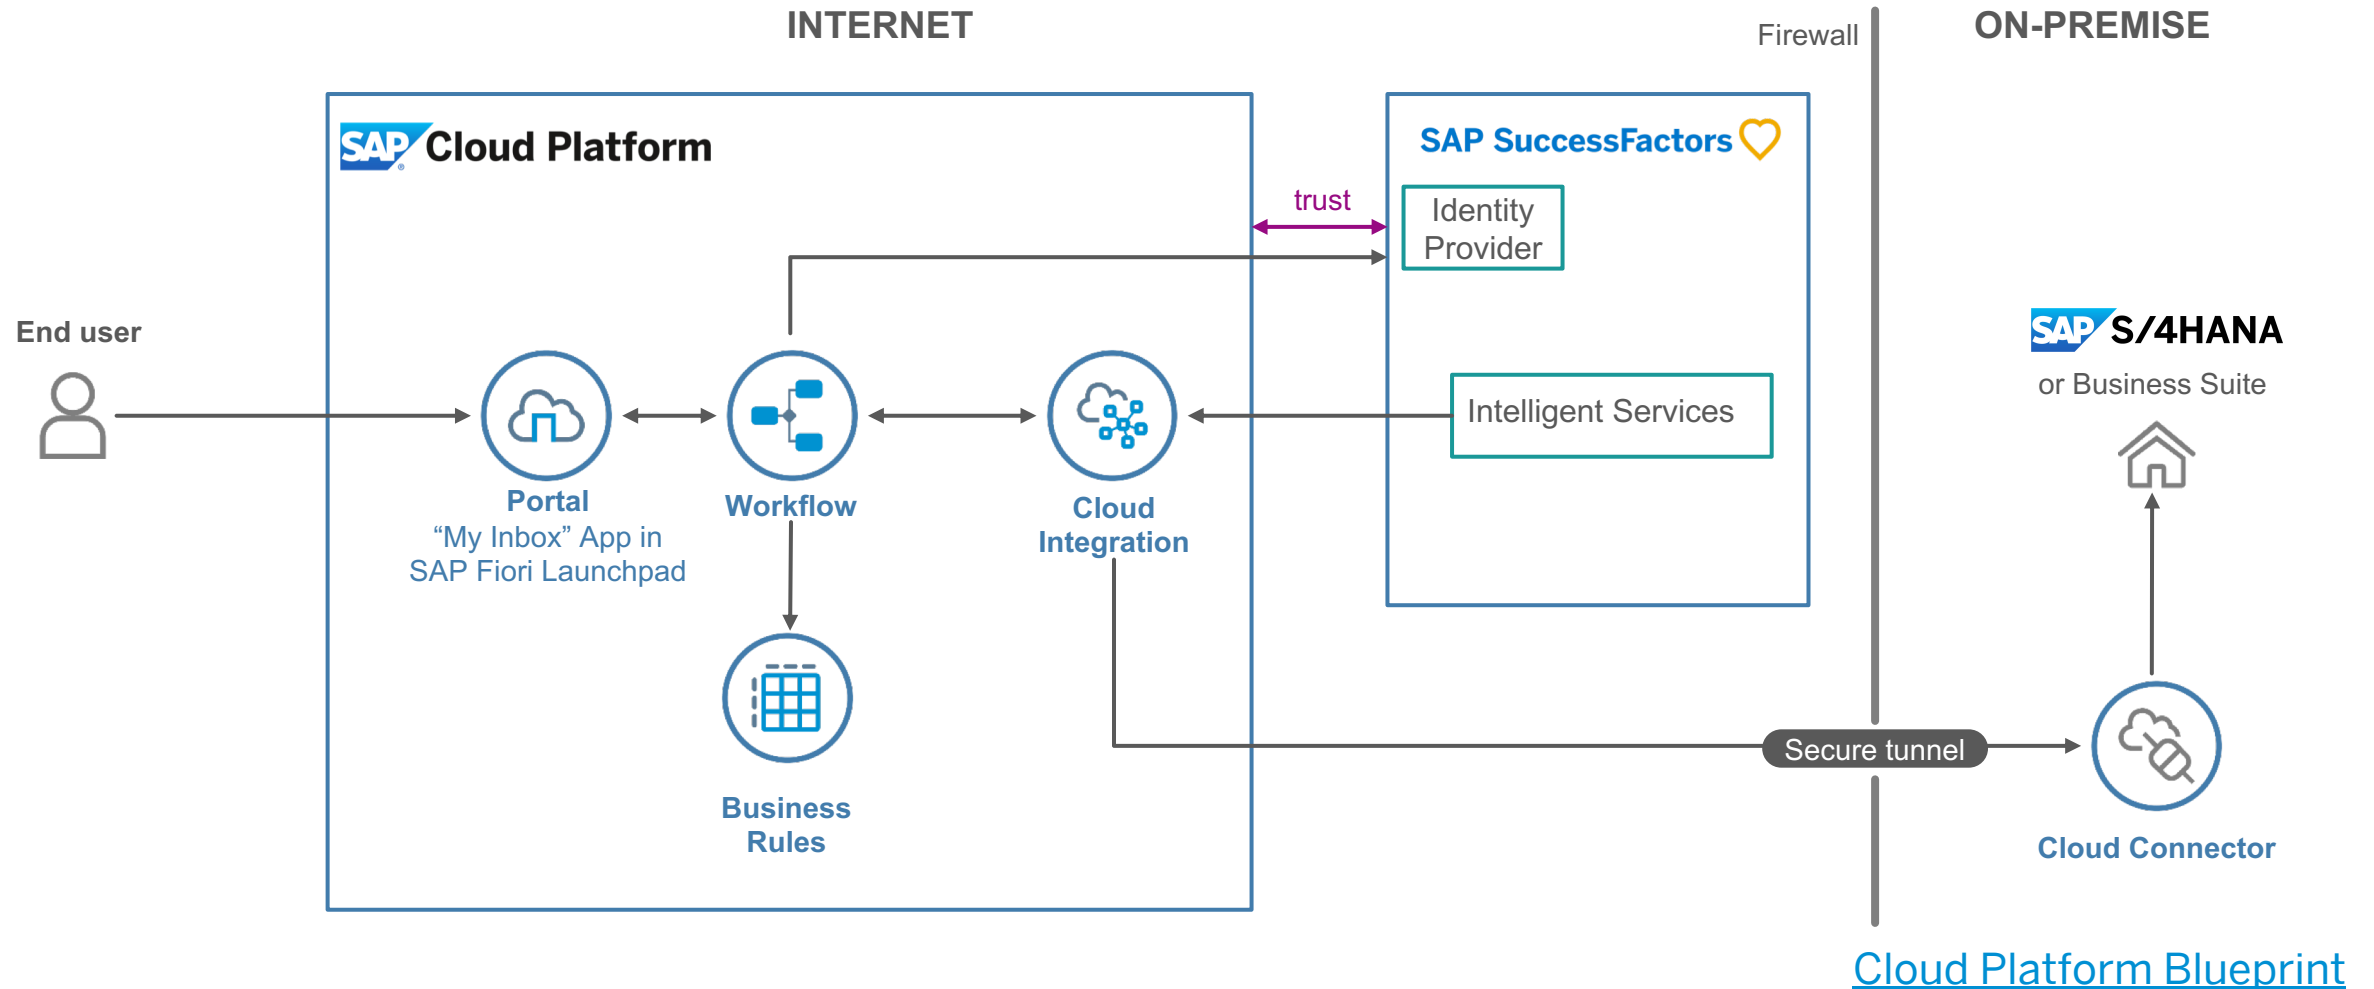 INTERNET
Firewall
ON-PREMISE
SAP® Cloud Platform
SAP SuccessFactors
trust
Identity
Provider
End user
SAP S/4HANA
or Business Suite
Intelligent Services
Portal
“My Inbox” App in
SAP Fiori Launchpad
Workflow
Cloud
Integration
Secure tunnel
Business
Rules
Cloud Connector
Cloud Platform Blueprint